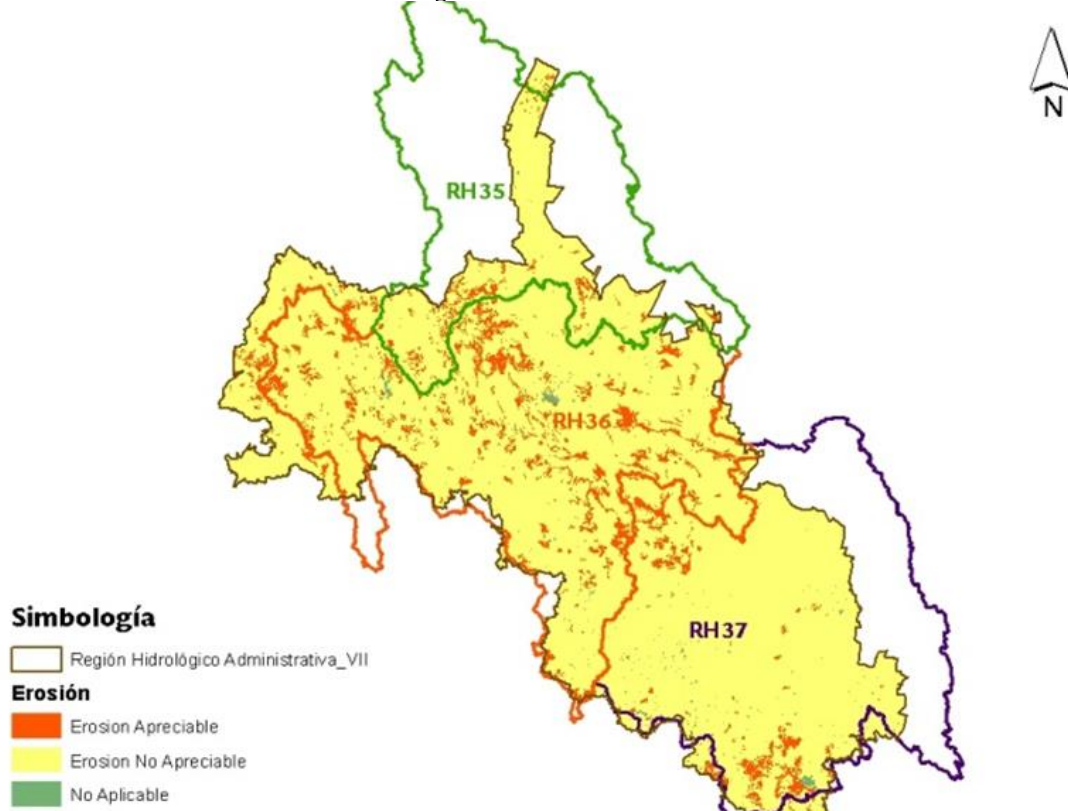 N
RH35
RH36
RH37
Simbología
Región Hidrológico Administrativa_VII
Erosión
Erosion Apreciable
Erosion No Apreciable
No Aplicable